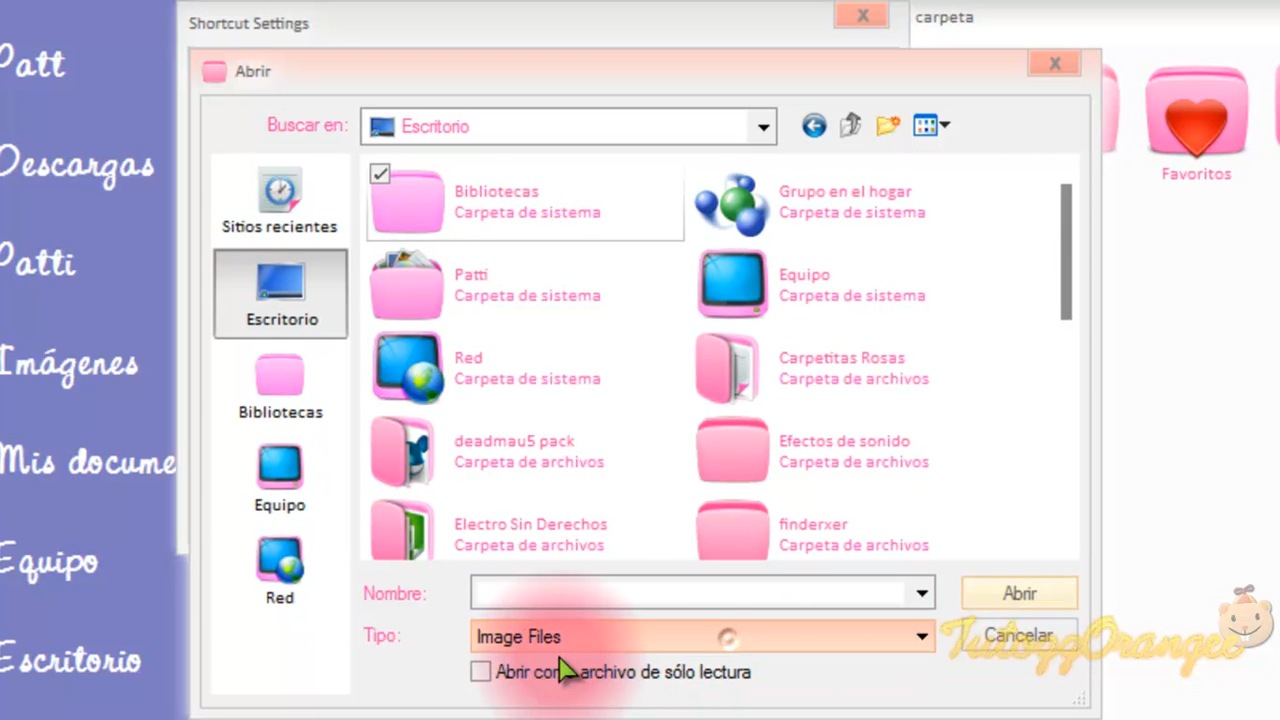 Shortcut Settings
carpeta
Patt
Descargas
Patti
Imágenes
Mis docume
Equipo
Escritorio
Abrir
Buscar en:
Escritorio
Sitios recientes
Escritorio
Bibliotecas
Equipo
Red
Bibliotecas
Carpeta de sistema
Grupo en el hogar
Carpeta de sistema
Patti
Carpeta de sistema
Equipo
Carpeta de sistema
Red
Carpeta de sistema
Carpetitas Rosas
Carpeta de archivos
deadmau5 pack
Carpeta de archivos
Efectos de sonido
Carpeta de archivos
Electro Sin Derechos
Carpeta de archivos
finderxer
Carpeta de archivos
Nombre:
Abrir
Tipo:
Image Files
Cancelar
Abrir com archivo de sólo lectura
Favoritos
TutoggOrangee